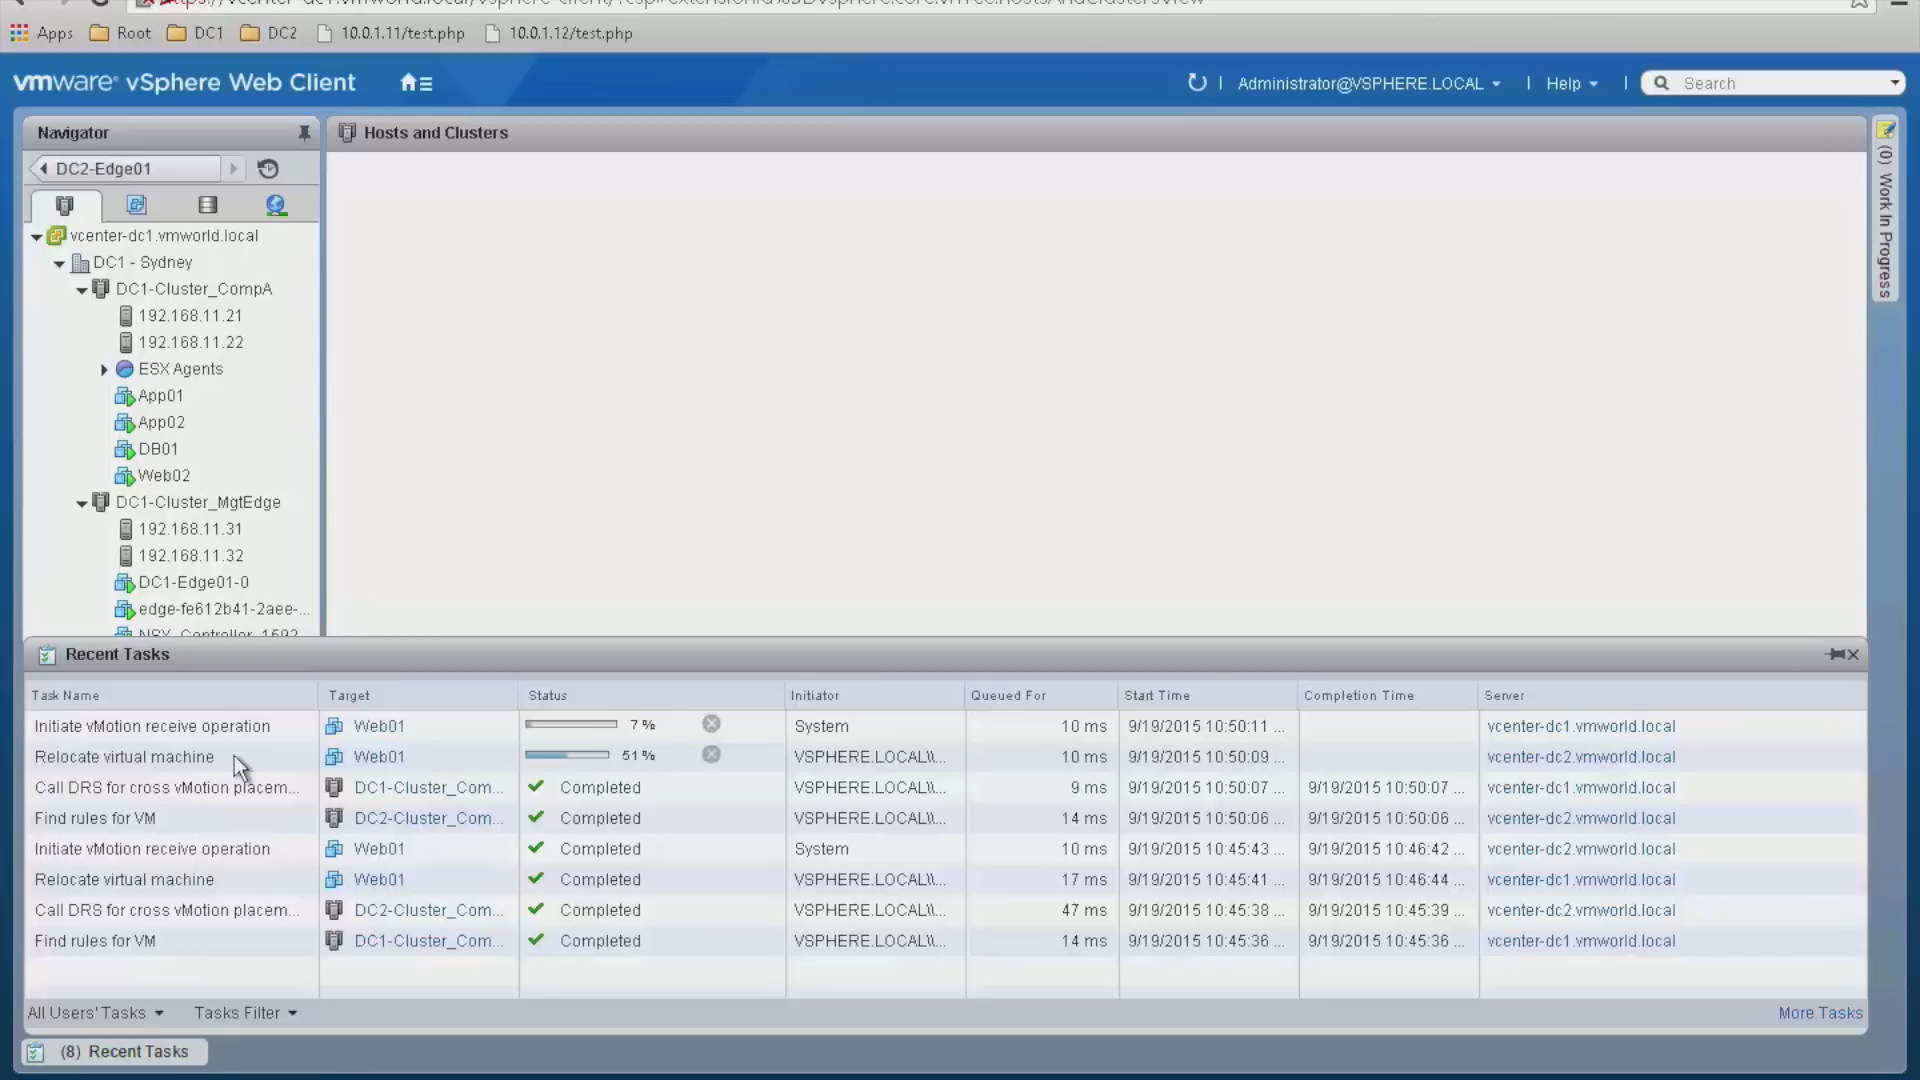 Apps Root DC1 DC2 10.0.1.11/test.php 10.0.1.12/test.php
vmware® vSphere Web Client Administrator@VSPHERE.LOCAL Help Search
Navigator
Hosts and Clusters
(0) Work In Progress
DC2-Edge01
vcenter-dc1.vmworld.local
DC1 - Sydney
DC1-Cluster_CompA
192.168.11.21
192.168.11.22
ESX Agents
App01
App02
DB01
Web02
DC1-Cluster_MgtEdge
192.168.11.31
192.168.11.32
DC1-Edge01-0
edge-fe612b41-2aee-...
Recent Tasks
Task Name Target Status Initiator Queued For Start Time Completion Time Server
Initiate vMotion receive operation Web01 7 % System 10 ms 9/19/2015 10:50:11 ... vcenter-dc1.vmworld.local
Relocate virtual machine Web01 51 % VSPHERE.LOCAL\\... 10 ms 9/19/2015 10:50:09 ... vcenter-dc2.vmworld.local
Call DRS for cross vMotion placem... DC1-Cluster_Com... Completed VSPHERE.LOCAL\\... 9 ms 9/19/2015 10:50:07 ... 9/19/2015 10:50:07 ... vcenter-dc1.vmworld.local
Find rules for VM DC2-Cluster_Com... Completed VSPHERE.LOCAL\\... 14 ms 9/19/2015 10:50:06 ... 9/19/2015 10:50:06 ... vcenter-dc2.vmworld.local
Initiate vMotion receive operation Web01 Completed System 10 ms 9/19/2015 10:45:43 ... 9/19/2015 10:46:42 ... vcenter-dc2.vmworld.local
Relocate virtual machine Web01 Completed VSPHERE.LOCAL\\... 17 ms 9/19/2015 10:45:41 ... 9/19/2015 10:46:44 ... vcenter-dc1.vmworld.local
Call DRS for cross vMotion placem... DC2-Cluster_Com... Completed VSPHERE.LOCAL\\... 47 ms 9/19/2015 10:45:38 ... 9/19/2015 10:45:39 ... vcenter-dc2.vmworld.local
Find rules for VM DC1-Cluster_Com... Completed VSPHERE.LOCAL\\... 14 ms 9/19/2015 10:45:36 ... 9/19/2015 10:45:36 ... vcenter-dc1.vmworld.local
All Users' Tasks Tasks Filter More Tasks
(8) Recent Tasks